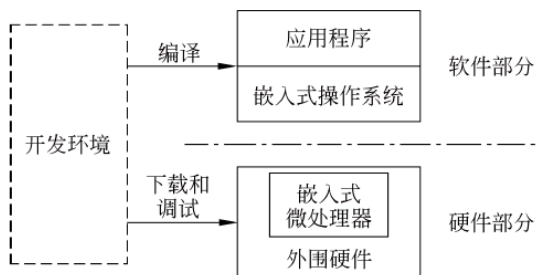 应用程序
编译
软件部分
嵌入式操作系统
开发环境
下载和
调试
嵌入式
微处理器
硬件部分
外围硬件